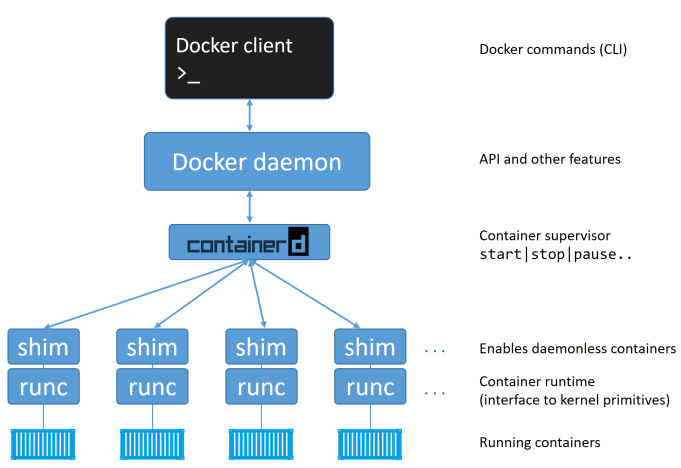 Docker client
>_
Docker commands (CLI)
Docker daemon
API and other features
containerd
Container supervisor
start|stop|pause..
shim shim shim shim ...
Enables daemonless containers
runc runc runc runc ...
Container runtime
(interface to kernel primitives)
Running containers